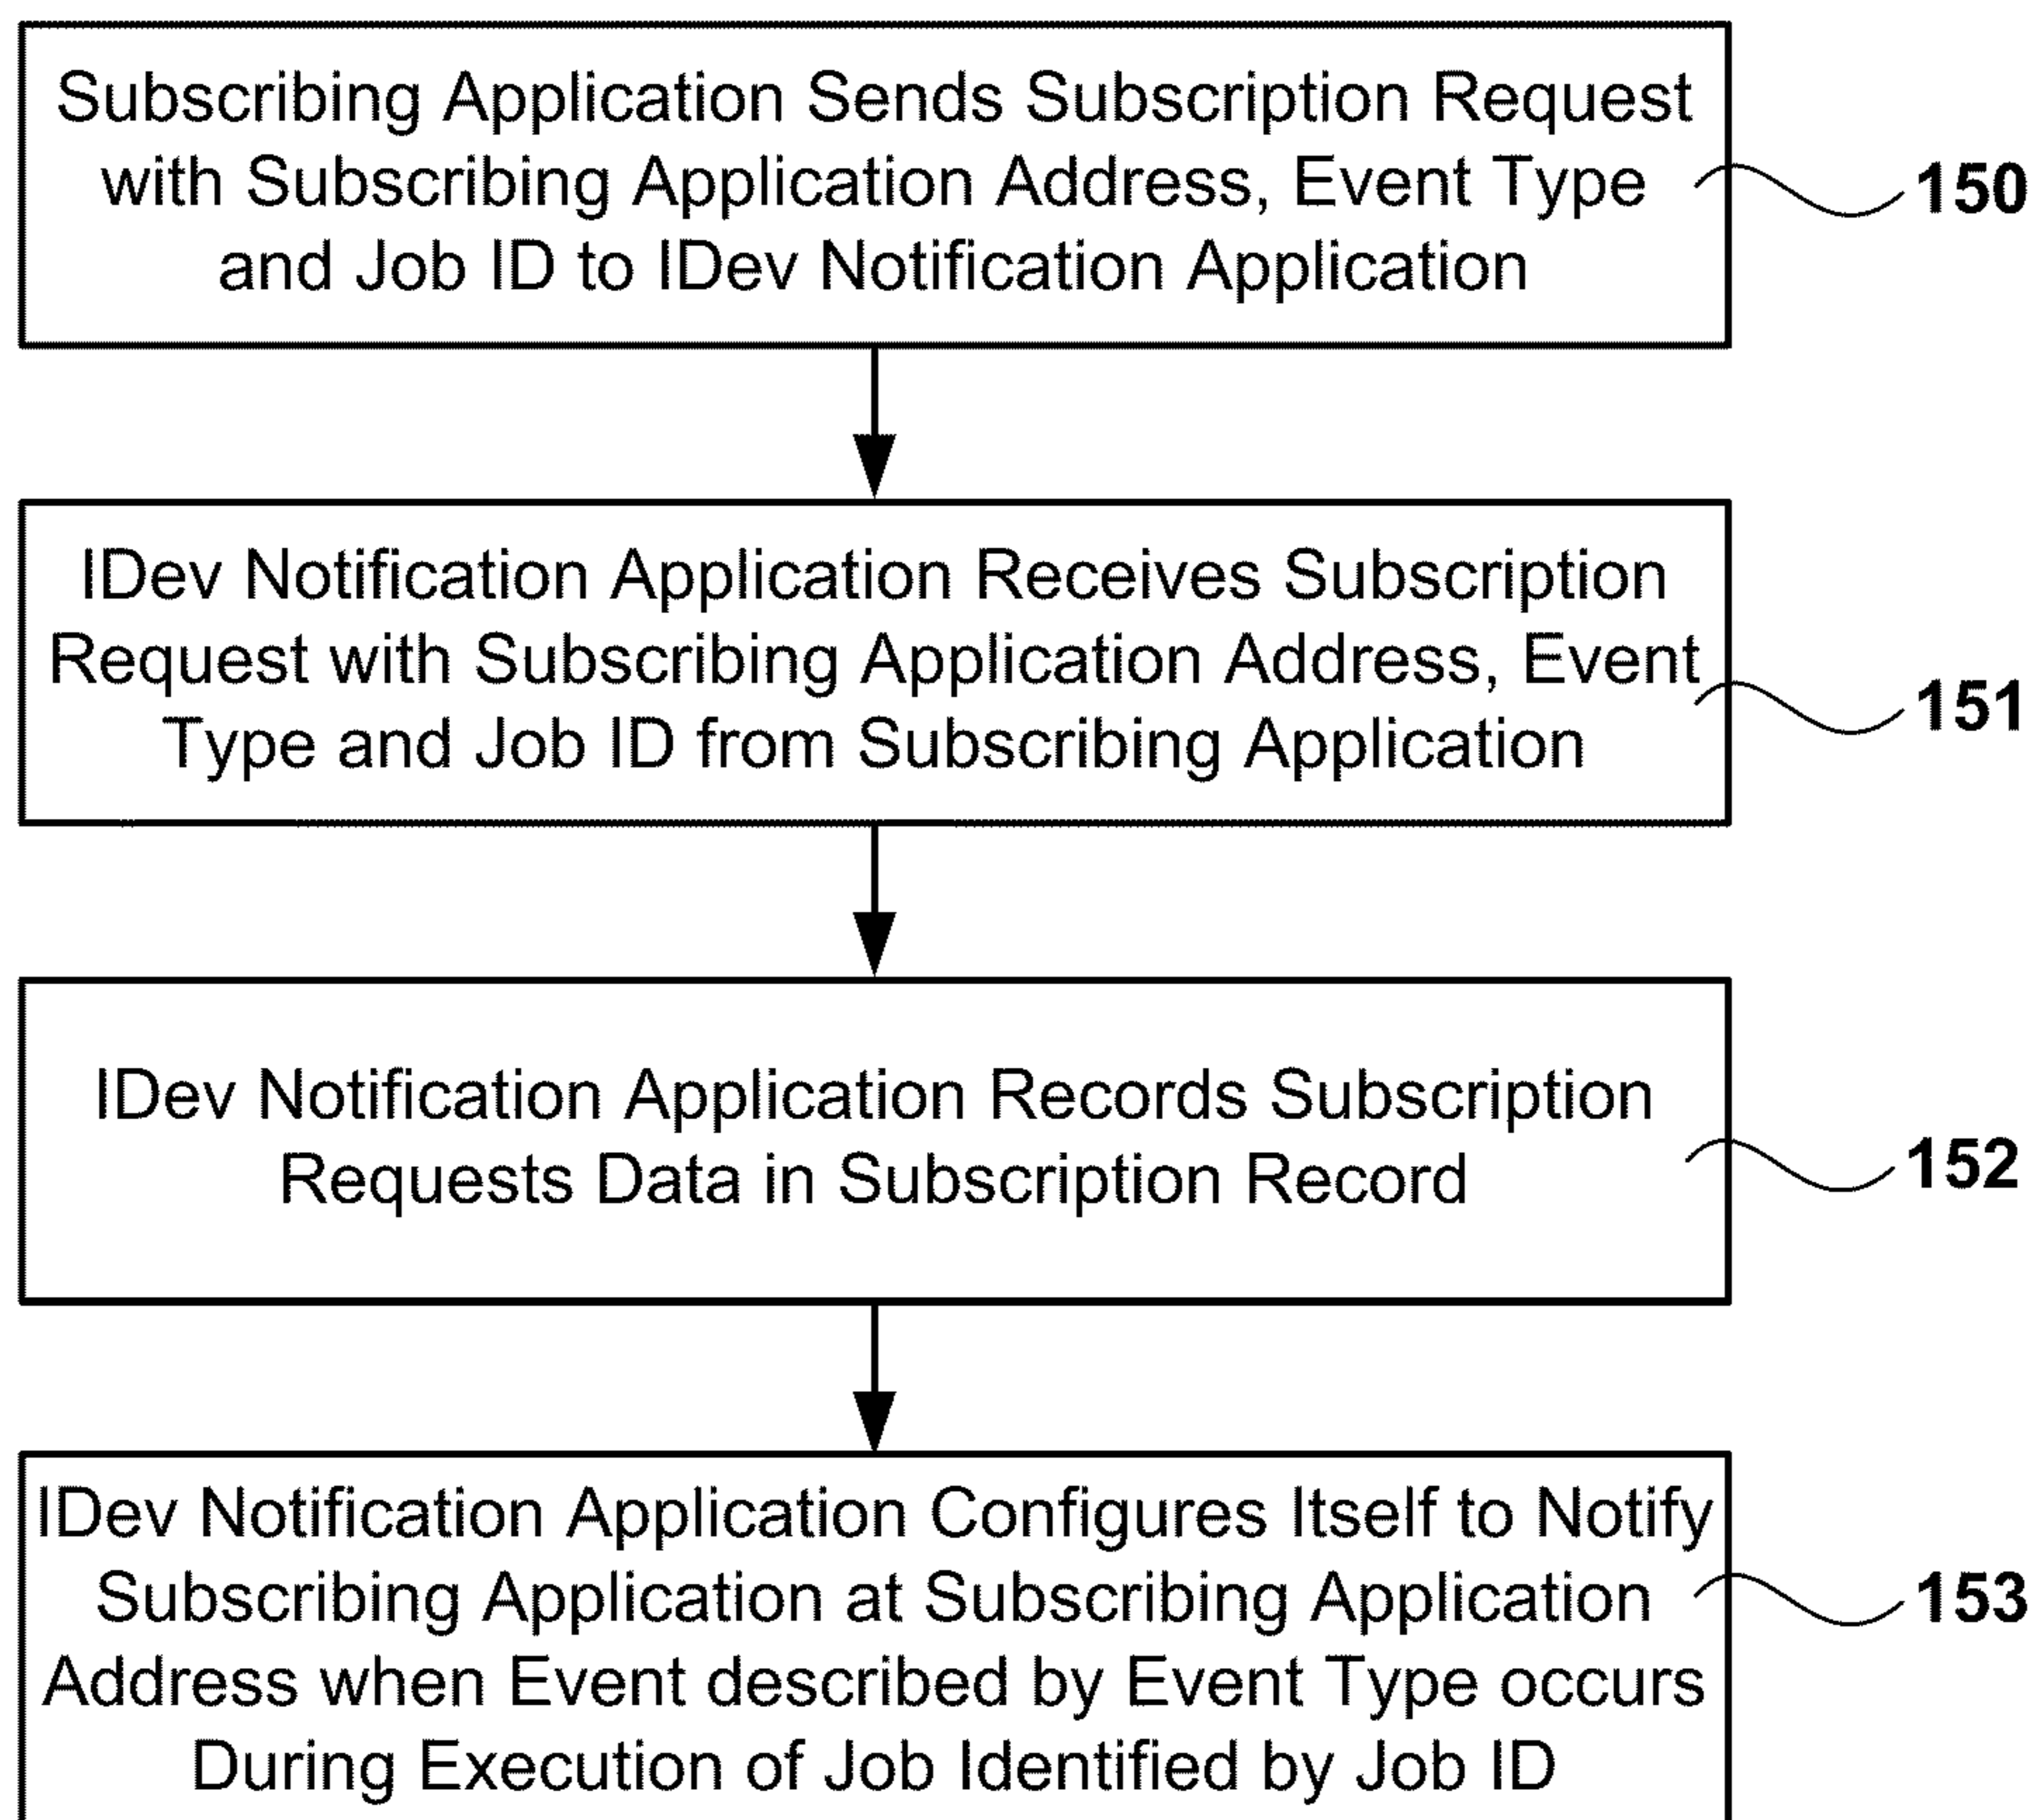 Subscribing Application Sends Subscription Request
with Subscribing Application Address, Event Type
and Job ID to IDev Notification Application
150
IDev Notification Application Receives Subscription
Request with Subscribing Application Address, Event
Type and Job ID from Subscribing Application
151
IDev Notification Application Records Subscription
Requests Data in Subscription Record
152
IDev Notification Application Configures Itself to Notify
Subscribing Application at Subscribing Application
Address when Event described by Event Type occurs
During Execution of Job Identified by Job ID
153